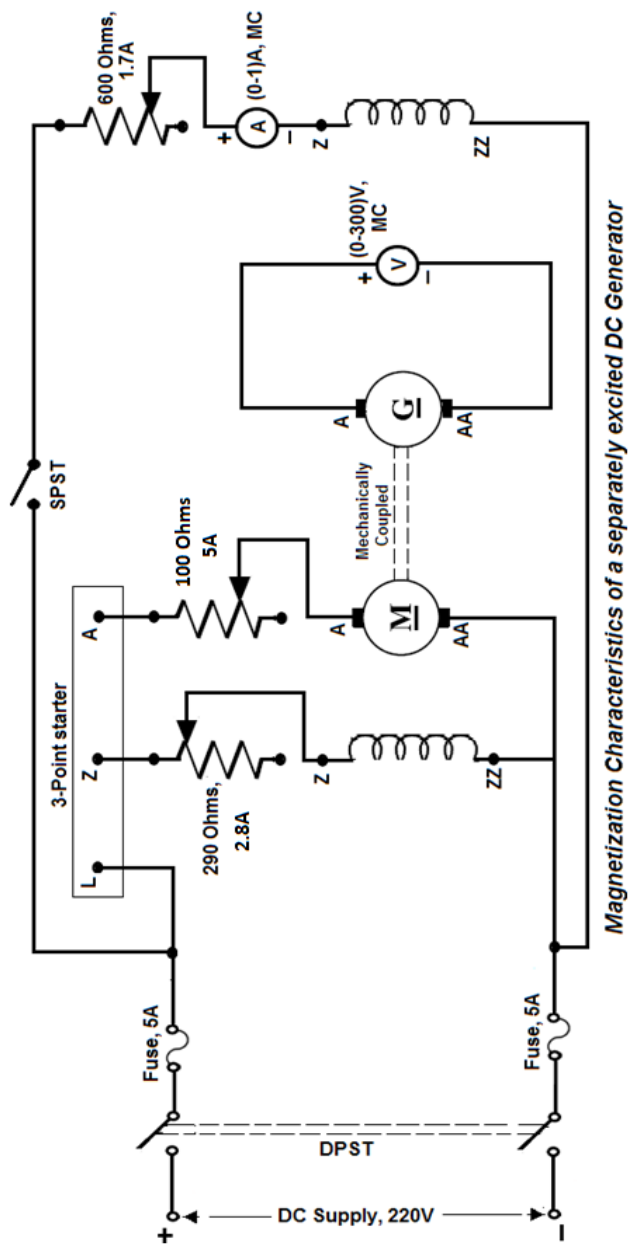 600 Ohms,
1.7A
(0-1)A, MC
+
A
−
Z
ZZ
(0-300)V,
MC
+
V
−
SPST
3-Point starter
L
Z
A
100 Ohms
5A
290 Ohms,
2.8A
Z
ZZ
A
M
AA
Mechanically
Coupled
A
G
AA
Fuse, 5A
Fuse, 5A
DPST
+
DC Supply, 220V
−
Magnetization Characteristics of a separately excited DC Generator